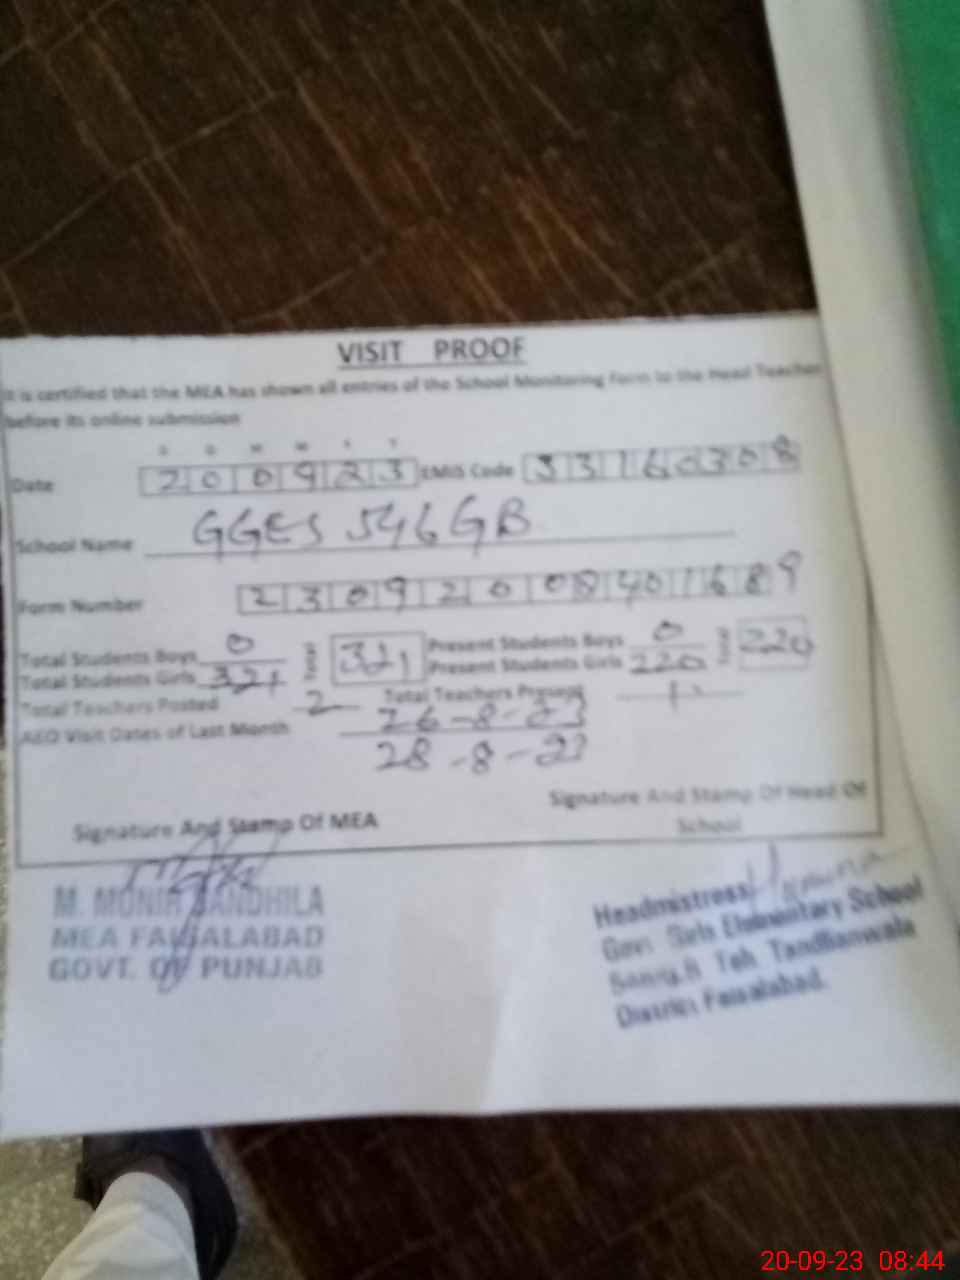 VISIT PROOF
It is certified that the MEA has shown all entries of the School Monitoring Form to the Head Teacher
before its online submission
D D M M Y Y
Date 200923 EMIS Code 33160308
School Name GGES 546 GB
Form Number 23092008401689
Total Students Boys 0 321 Present Students Boys 0 220
Total Students Girls 321 Present Students Girls 220
Total Teachers Posted 2 Total Teachers Present
AEO Visit Dates of Last Month 26-8-23
28-8-23
Signature And Stamp Of MEA Signature And Stamp Of Head Of
School
M. MONIR SANDHILA
MEA FAISALABAD
GOVT. OF PUNJAB
Headmistress
Govt Girls Elementary School
Teh Tandlianwala
District Faisalabad.
20-09-23 08:44